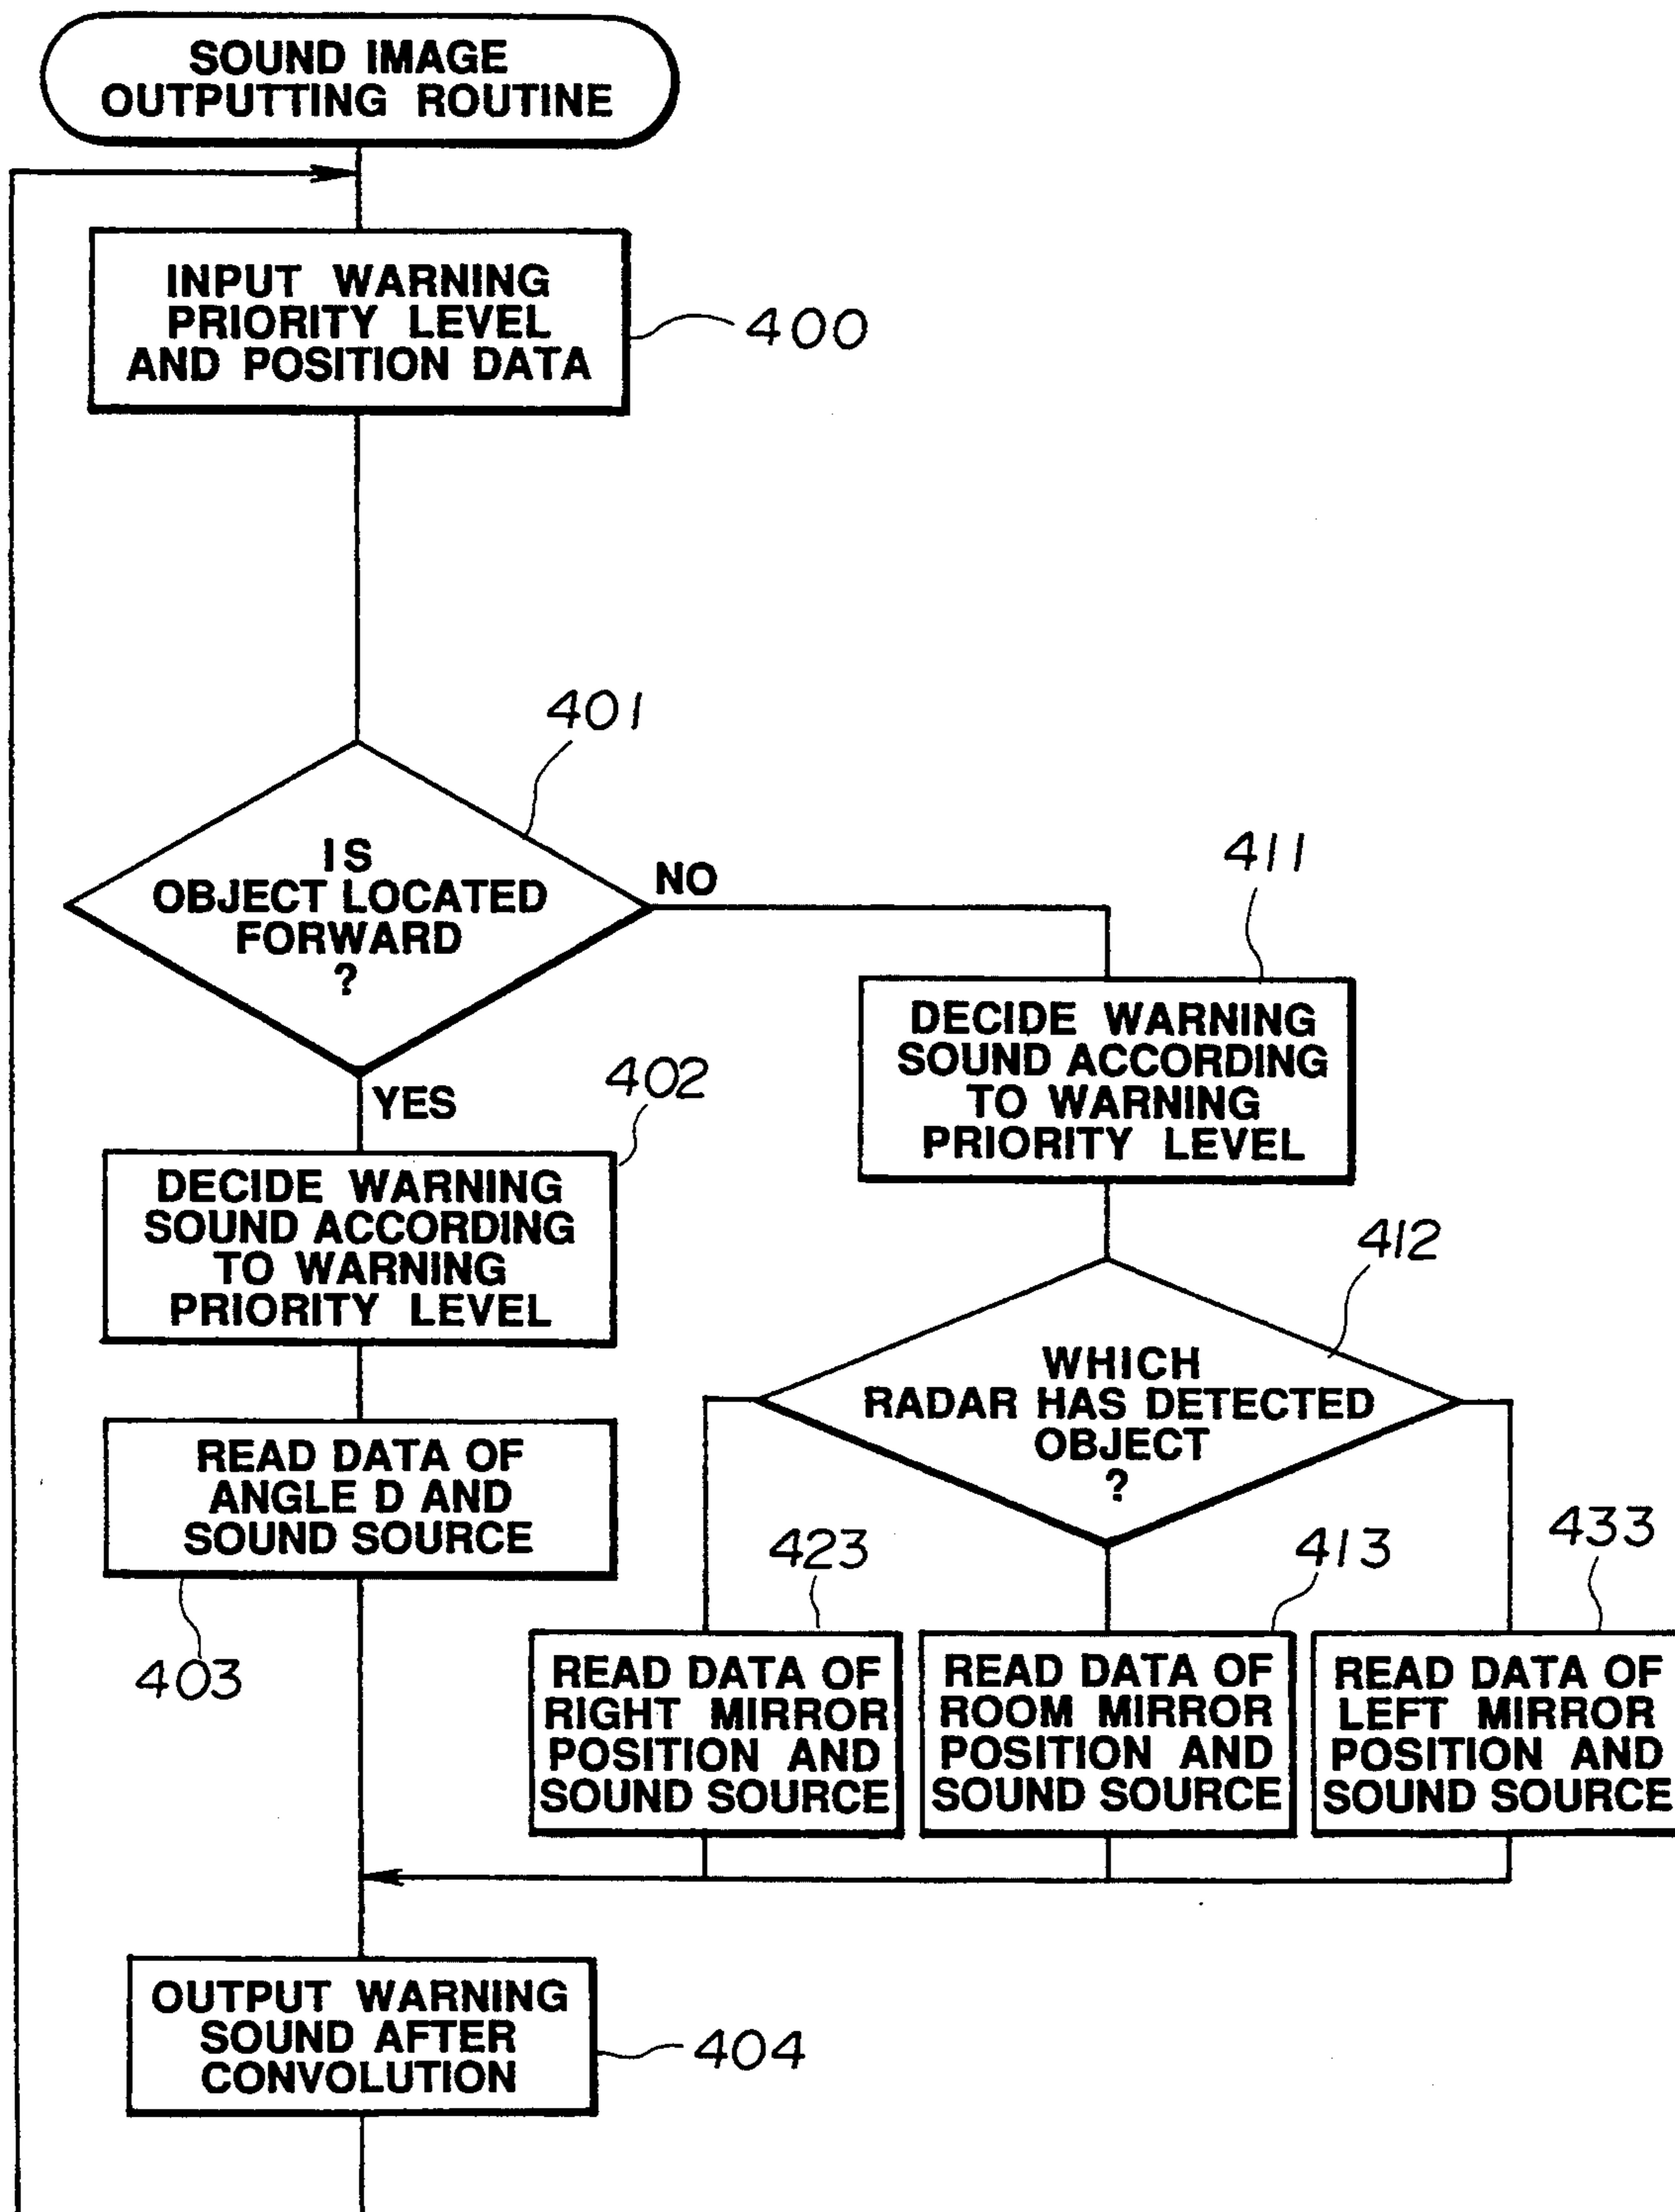 SOUND IMAGE
OUTPUTTING ROUTINE
INPUT WARNING
PRIORITY LEVEL
AND POSITION DATA
400
401
IS
OBJECT LOCATED
FORWARD
?
NO
YES
411
DECIDE WARNING
SOUND ACCORDING
TO WARNING
PRIORITY LEVEL
402
DECIDE WARNING
SOUND ACCORDING
TO WARNING
PRIORITY LEVEL
412
WHICH
RADAR HAS DETECTED
OBJECT
?
READ DATA OF
ANGLE D AND
SOUND SOURCE
403
423
READ DATA OF
RIGHT MIRROR
POSITION AND
SOUND SOURCE
413
READ DATA OF
ROOM MIRROR
POSITION AND
SOUND SOURCE
433
READ DATA OF
LEFT MIRROR
POSITION AND
SOUND SOURCE
OUTPUT WARNING
SOUND AFTER
CONVOLUTION
404